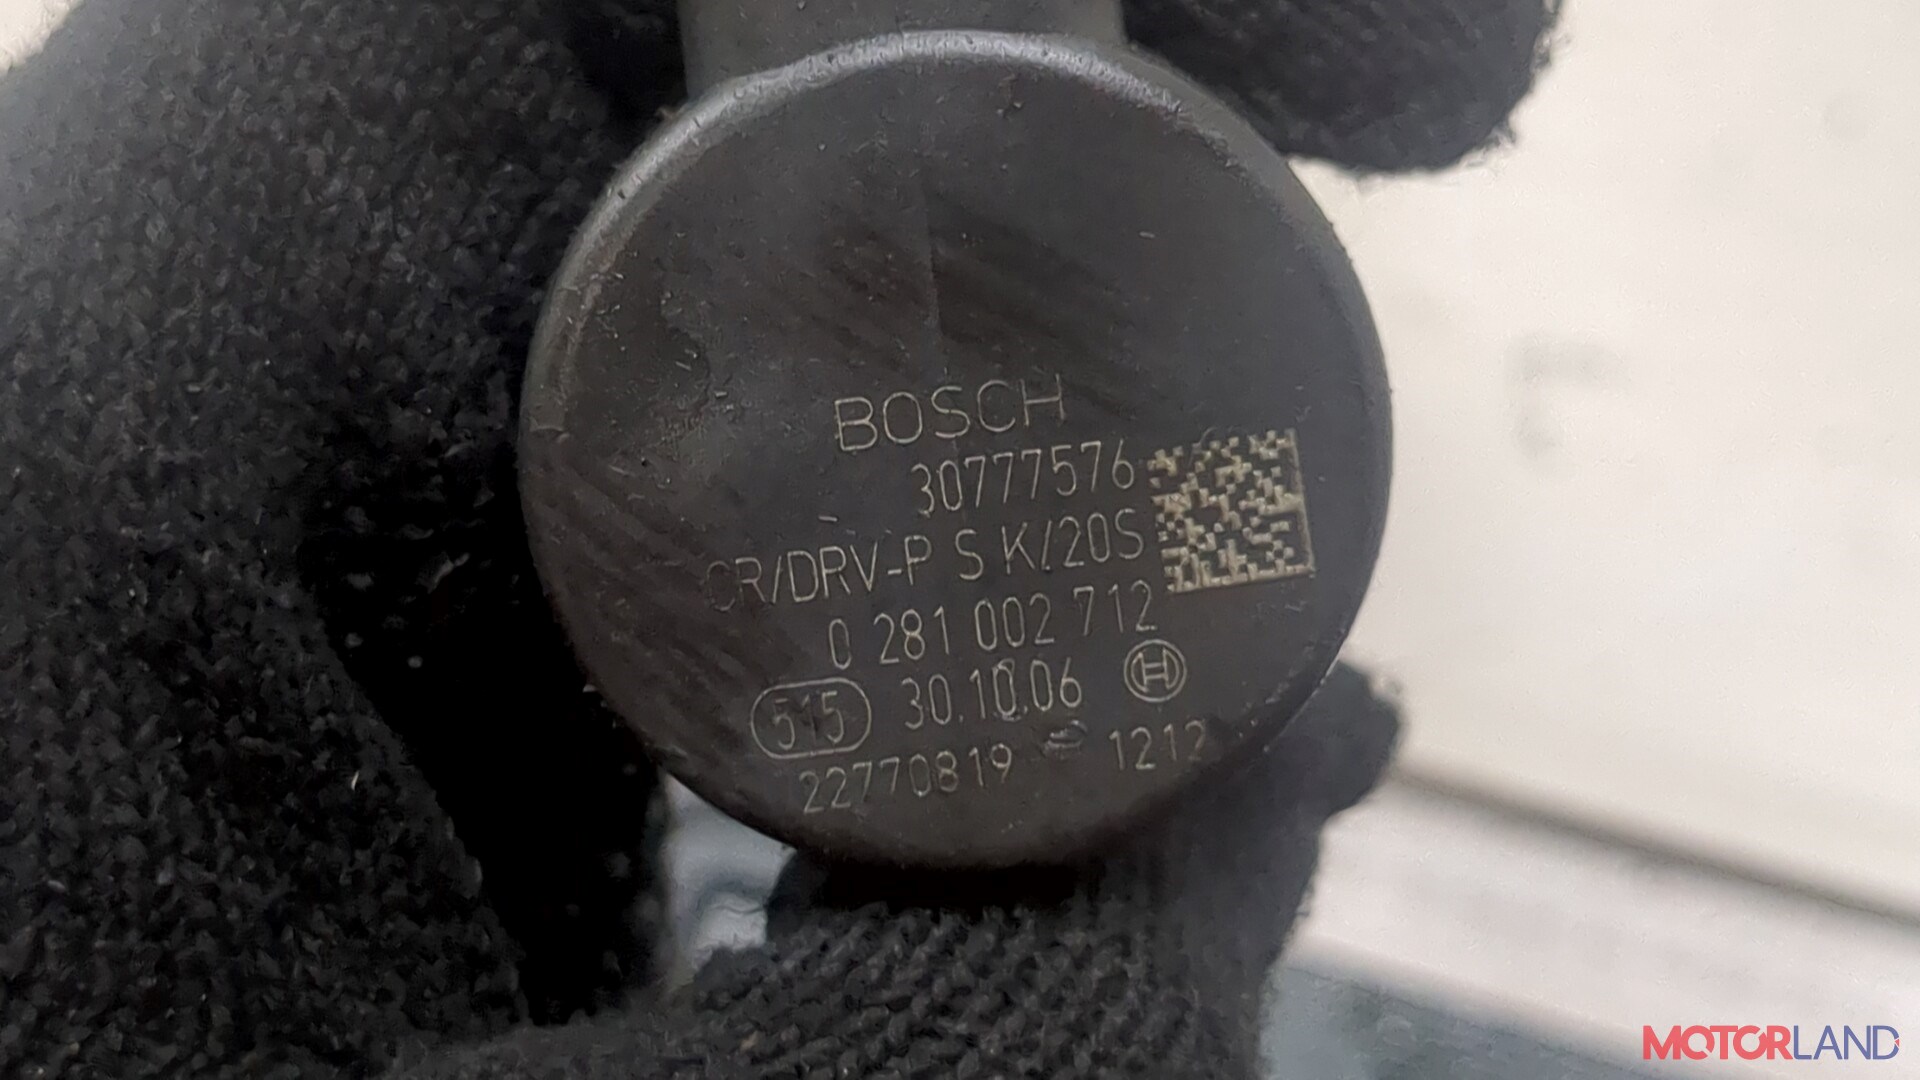 BOSCH
30777576
CR/DRV-P S K/20S
0 281 002 712
515 30.10.06
22770819 1212
MOTORLAND